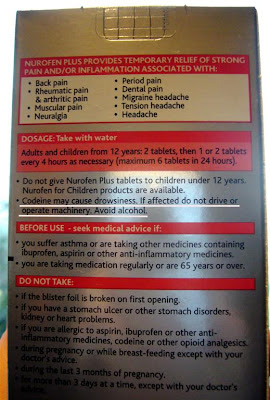 NUROFEN PLUS PROVIDES TEMPORARY RELIEF OF STRONG
PAIN AND/OR INFLAMMATION ASSOCIATED WITH:
• Back pain
• Rheumatic pain
& arthritic pain
• Muscular pain
• Neuralgia
• Period pain
• Dental pain
• Migraine headache
• Tension headache
• Headache
DOSAGE: Take with water
Adults and children from 12 years: 2 tablets, then 1 or 2 tablets
every 4 hours as necessary (maximum 6 tablets in 24 hours).
• Do not give Nurofen Plus tablets to children under 12 years.
Nurofen for Children products are available.
• Codeine may cause drowsiness. If affected do not drive or
operate machinery. Avoid alcohol.
BEFORE USE - seek medical advice if:
• you suffer asthma or are taking other medicines containing
ibuprofen, aspirin or other anti-inflammatory medicines.
• you are taking medication regularly or are 65 years or over.
DO NOT TAKE:
• if the blister foil is broken on first opening.
• if you have a stomach ulcer or other stomach disorders,
kidney or heart problems.
• if you are allergic to aspirin, ibuprofen or other anti-
inflammatory medicines, codeine or other opioid analgesics.
• during pregnancy or while breast-feeding except with your
doctor's advice.
• during the last 3 months of pregnancy.
• for more than 3 days at a time, except with your doctor's
advice.